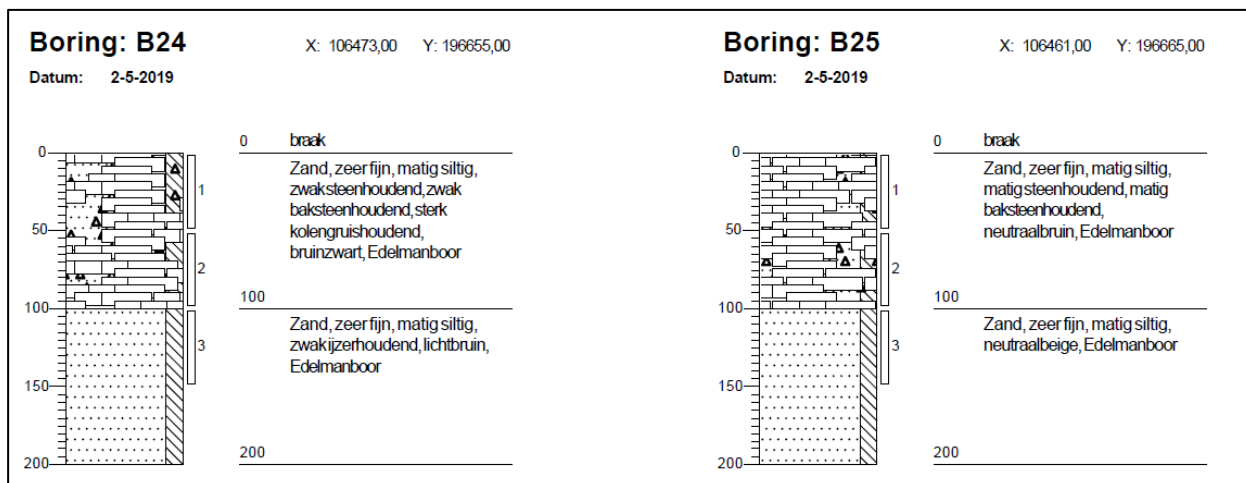 Boring: B24
X: 106473,00 Y: 196655,00
Datum: 2-5-2019
0
50
100
150
200
1
2
3
0 braak
Zand, zeer fijn, matig siltig,
zwak steenhoudend, zwak
baksteenhoudend, sterk
kolengruishoudend,
bruinzwart, Edelmanboor
100
Zand, zeer fijn, matig siltig,
zwak ijzerhoudend, lichtbruin,
Edelmanboor
200
Boring: B25
X: 106461,00 Y: 196665,00
Datum: 2-5-2019
0
50
100
150
200
1
2
3
0 braak
Zand, zeer fijn, matig siltig,
matig steenhoudend, matig
baksteenhoudend,
neutraalbruin, Edelmanboor
100
Zand, zeer fijn, matig siltig,
neutraalbeige, Edelmanboor
200